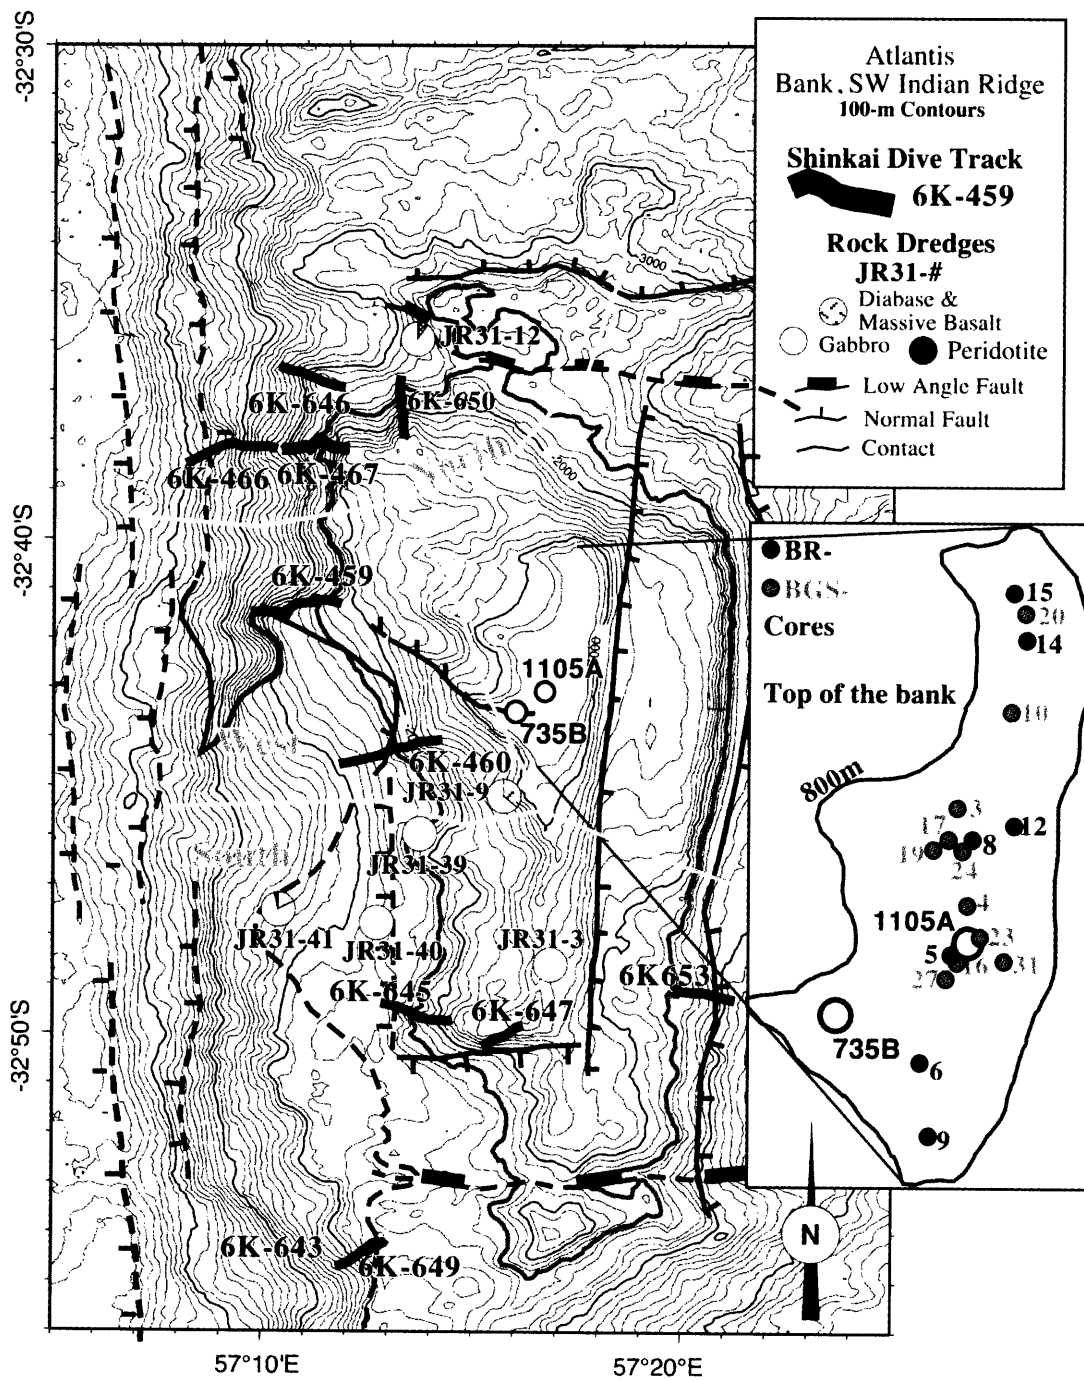 -32°30'S
-32°40'S
-32°50'S
57°10'E
57°20'E
Atlantis
Bank, SW Indian Ridge
100-m Contours
Shinkai Dive Track
6K-459
Rock Dredges
JR31-#
Diabase &
Massive Basalt
Gabbro
Peridotite
Low Angle Fault
Normal Fault
Contact
3000
JR31-12
6K-646
6K-650
6K-466
6K-467
North
2000
6K-459
1105A
735B
West
6K-460
JR31-9
JR31-39
South
JR31-41
JR31-40
JR31-3
6K-645
6K-647
6K653
6K-643
6K-649
N
BR-
BGS-
Cores
Top of the bank
800m
15
20
14
10
3
17
12
8
19
24
4
1105A
23
5
16
31
27
735B
6
9